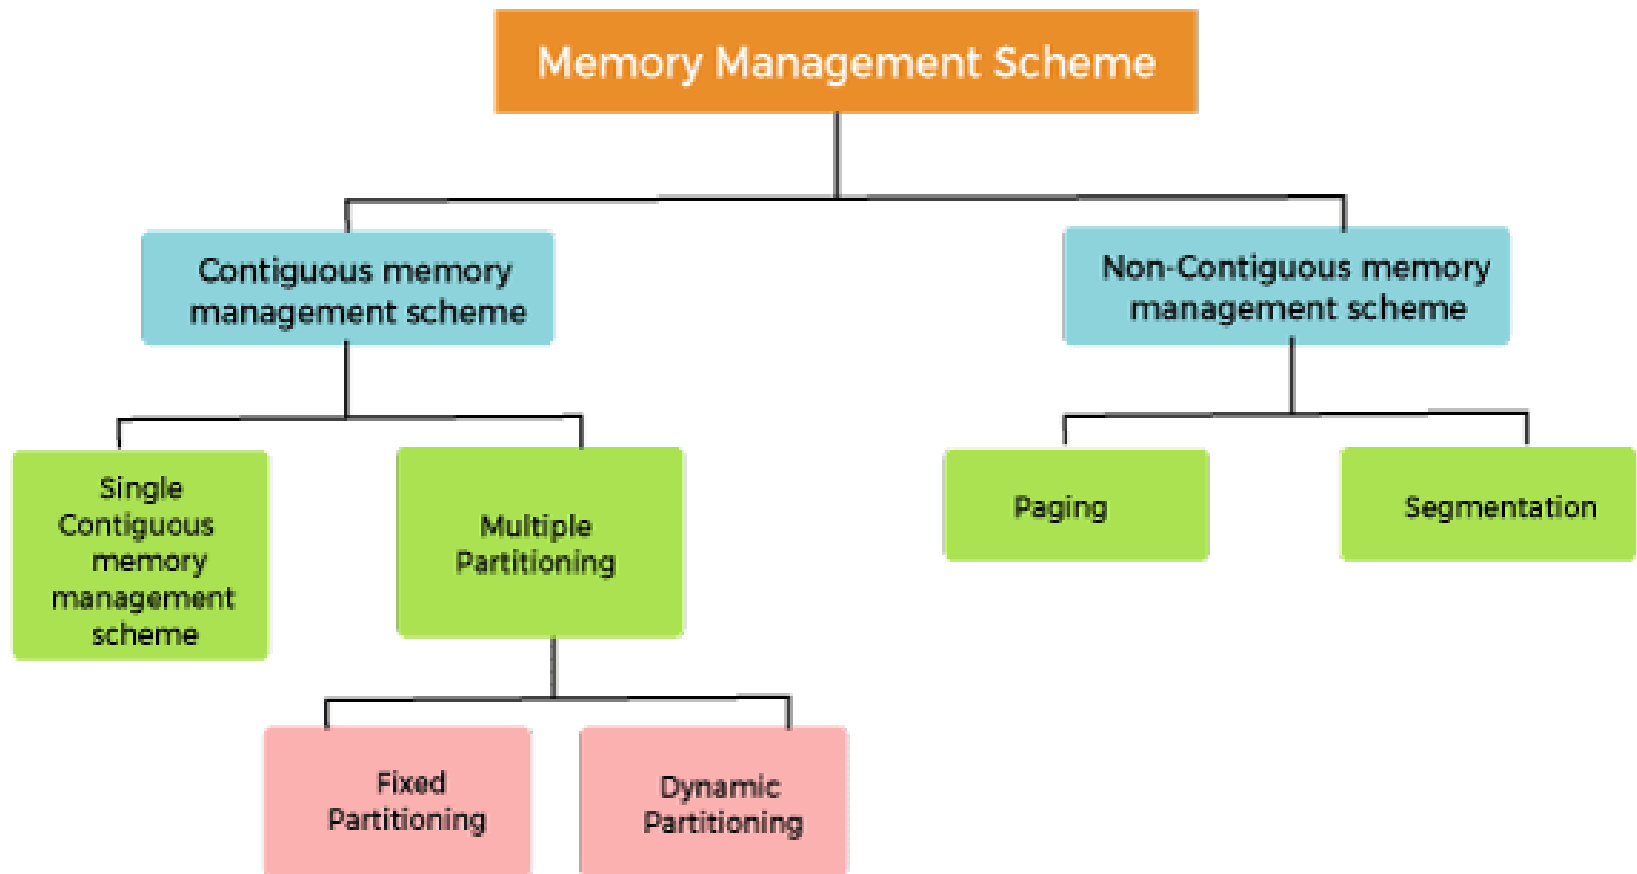 Memory Management Scheme
Contiguous memory
management scheme
Non-Contiguous memory
management scheme
Single
Contiguous
memory
management
scheme
Multiple
Partitioning
Paging
Segmentation
Fixed
Partitioning
Dynamic
Partitioning